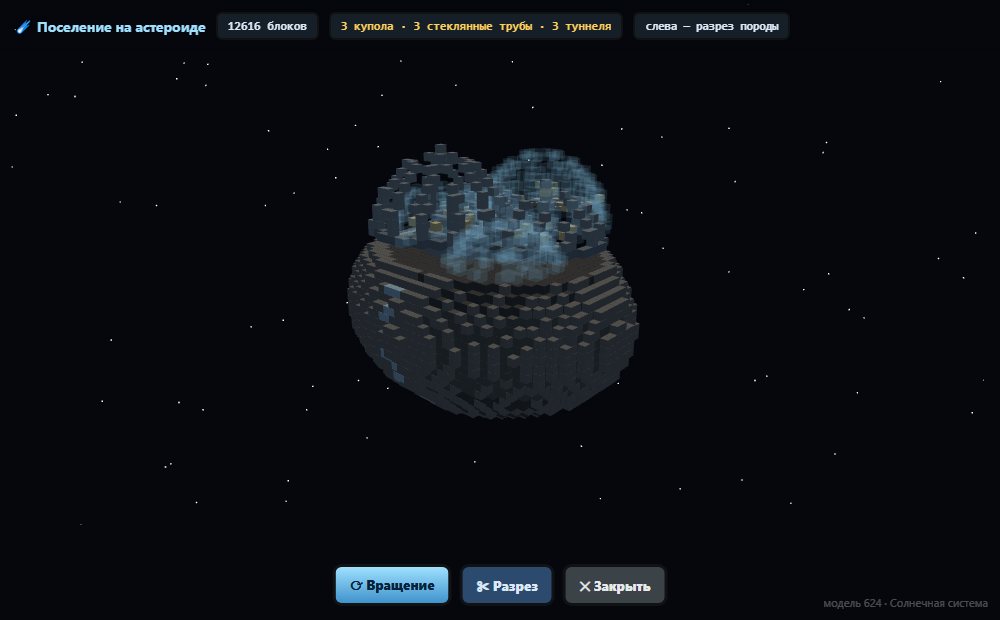 Поселение на астероиде
12616 блоков
3 купола · 3 стеклянные трубы · 3 туннеля
слева — разрез породы
⟳ Вращение
✂ Разрез
✕ Закрыть
модель 624 · Солнечная система